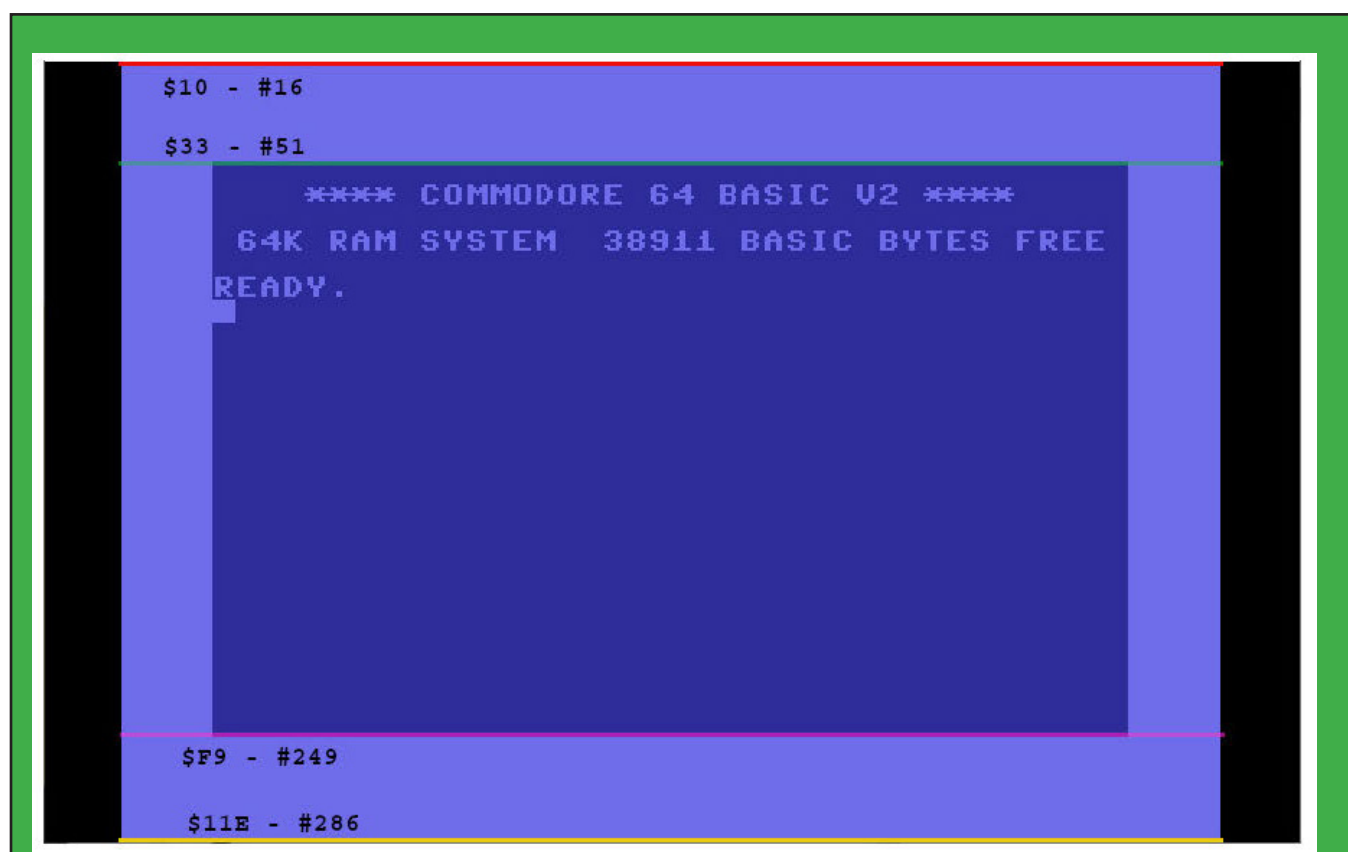 $10 - #16
$33 - #51
**** COMMODORE 64 BASIC V2 ****
64K RAM SYSTEM  38911 BASIC BYTES FREE
READY.
$F9 - #249
$11E - #286